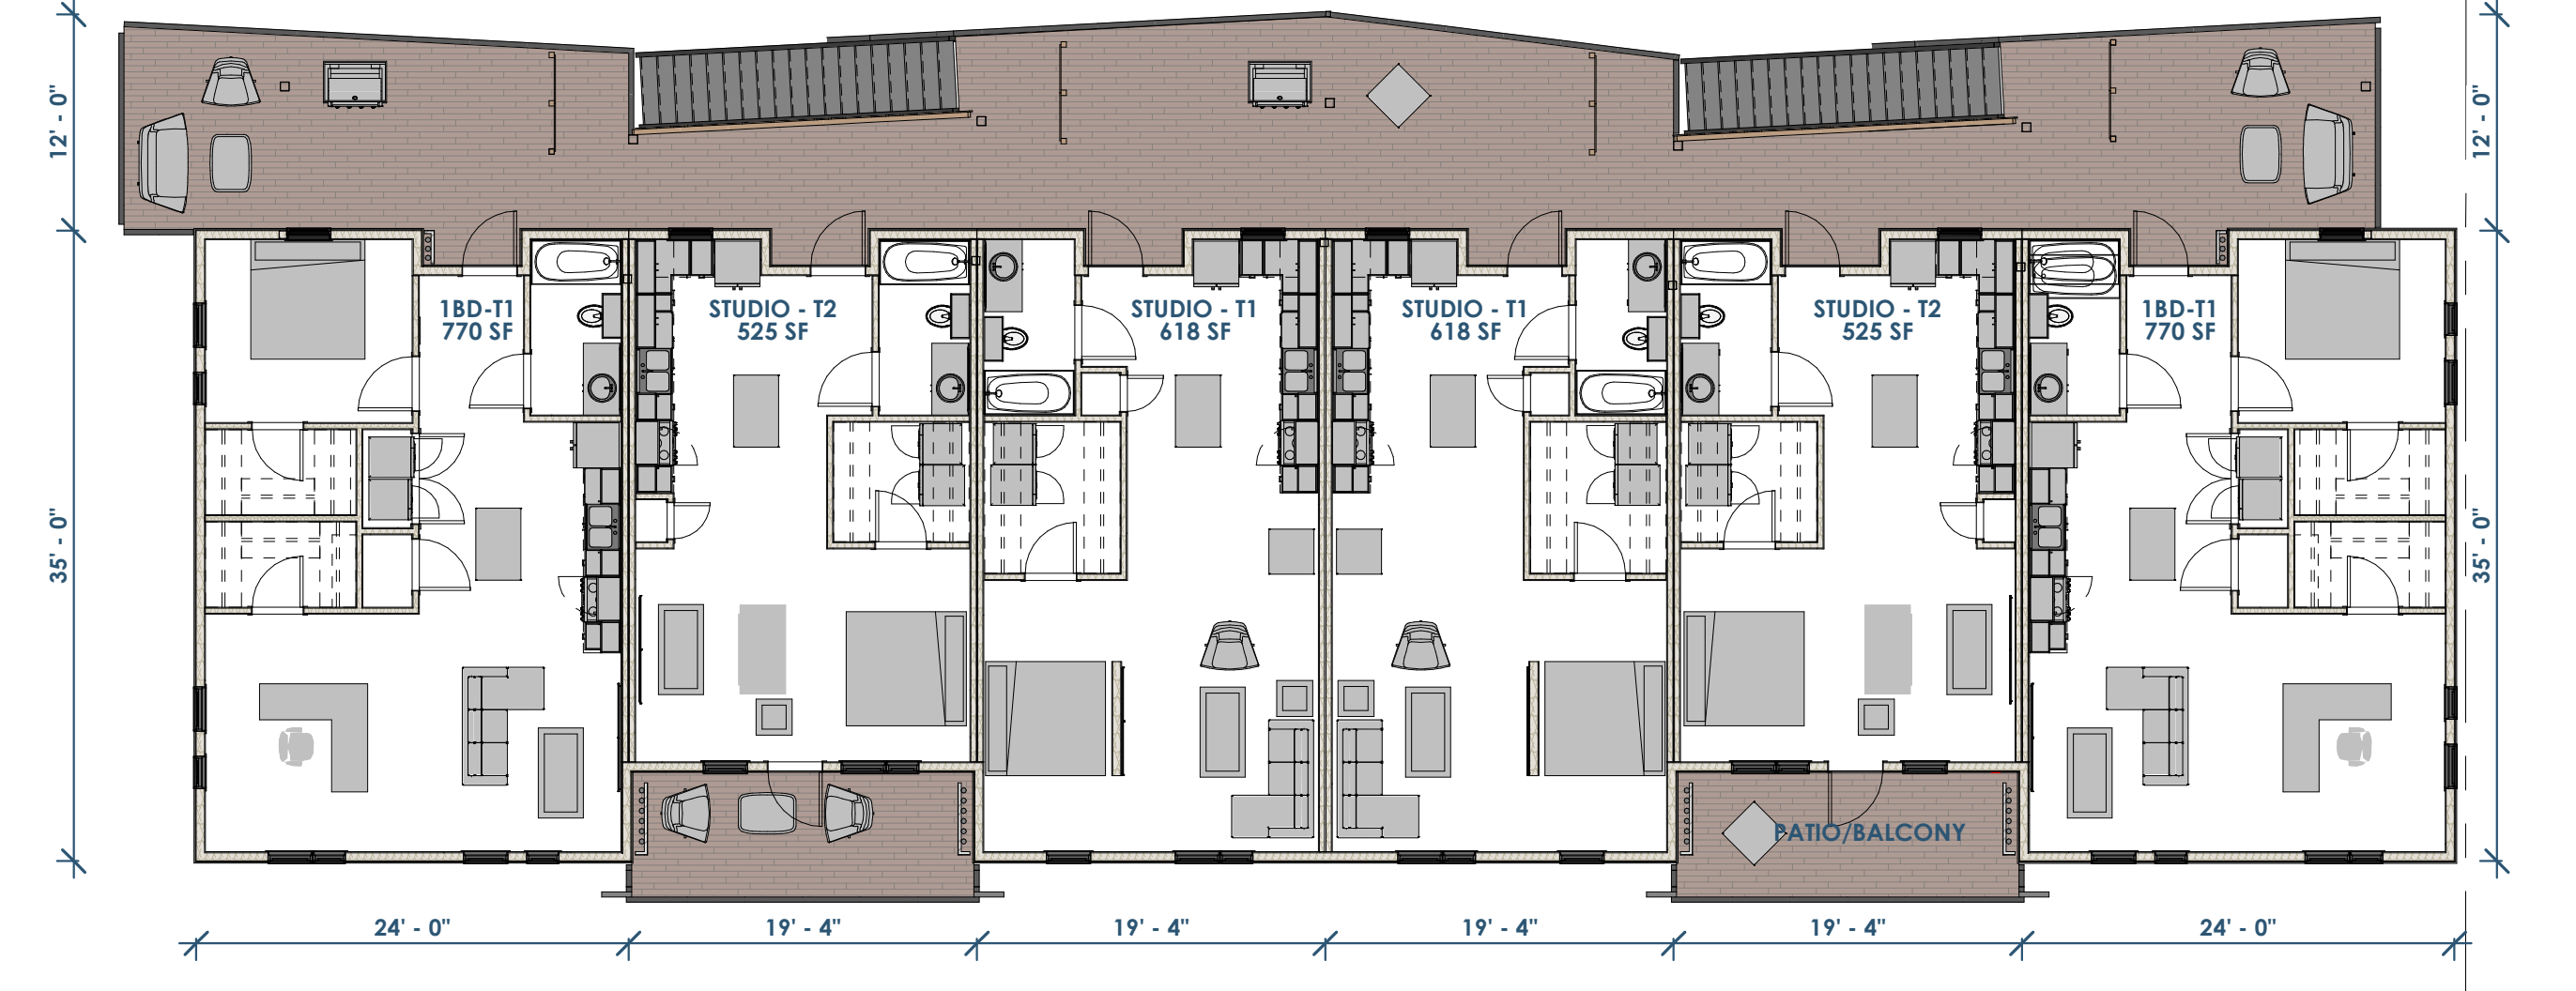 12' - 0"
12' - 0"
1BD-T1
770 SF
STUDIO - T2
525 SF
STUDIO - T1
618 SF
STUDIO - T1
618 SF
STUDIO - T2
525 SF
1BD-T1
770 SF
35' - 0"
35' - 0"
PATIO/BALCONY
24' - 0"
19' - 4"
19' - 4"
19' - 4"
19' - 4"
24' - 0"